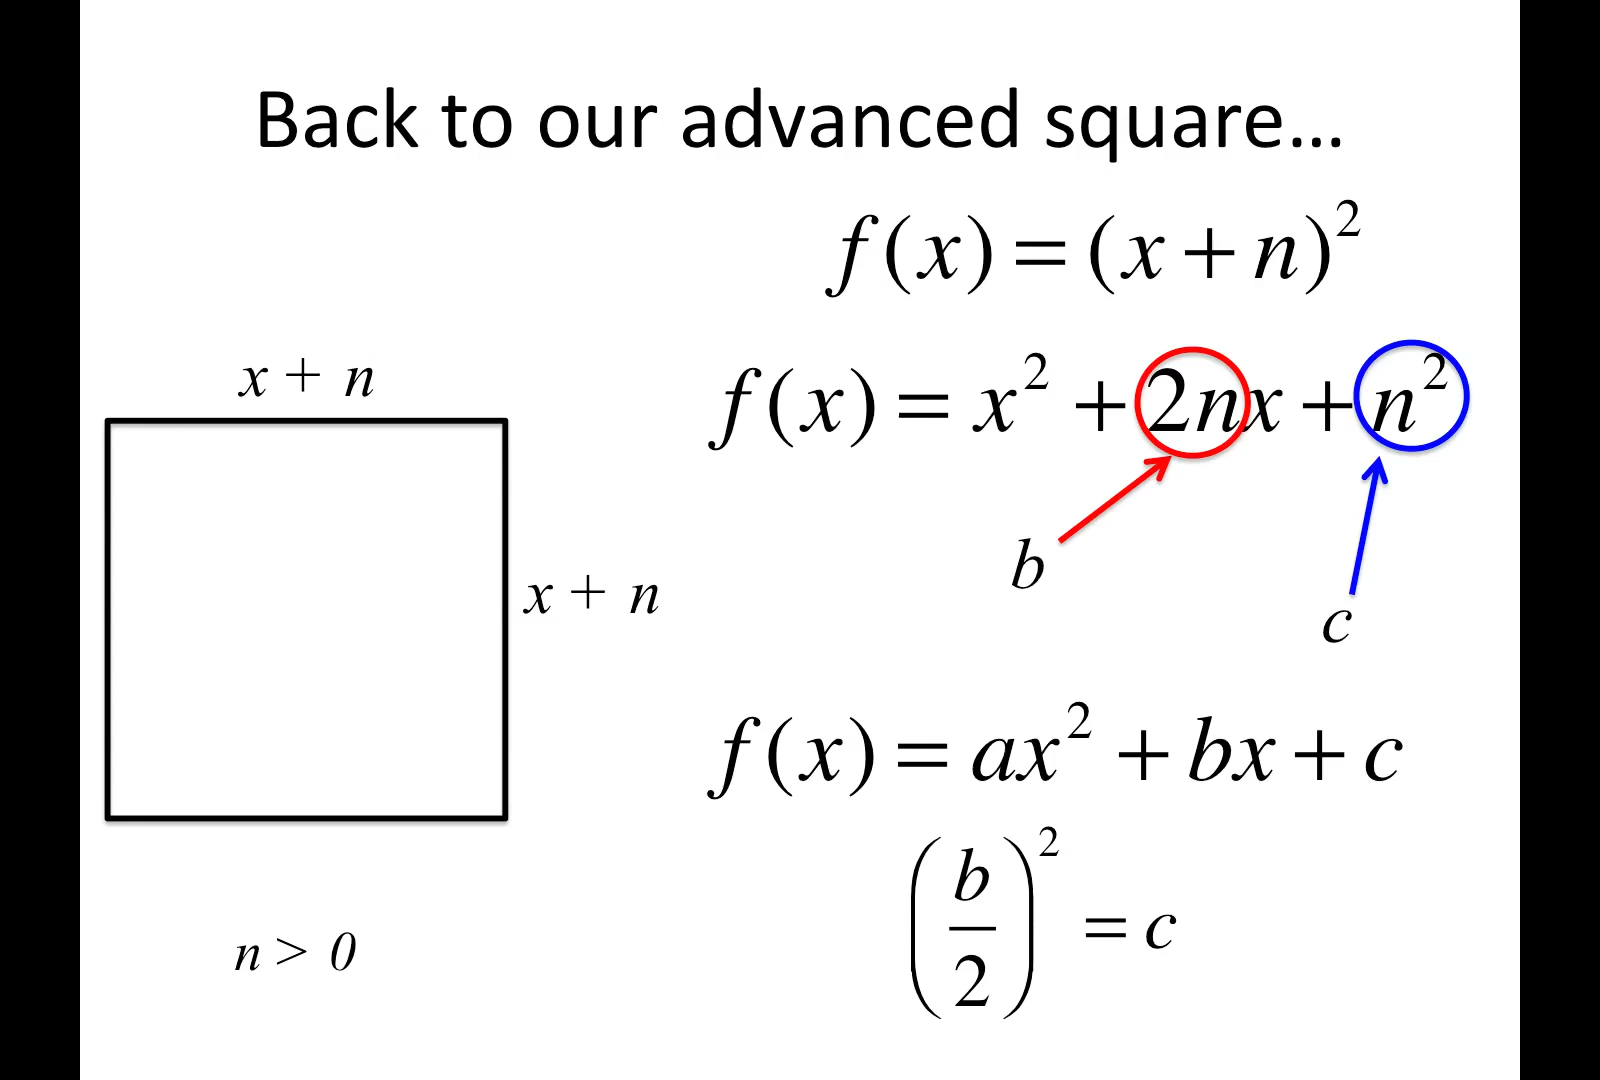 Back to our advanced square…
f(x) = (x + n)²
f(x) = x² + 2nx + n²
x + n
x + n
b
c
f(x) = ax² + bx + c
(b/2)² = c
n > 0